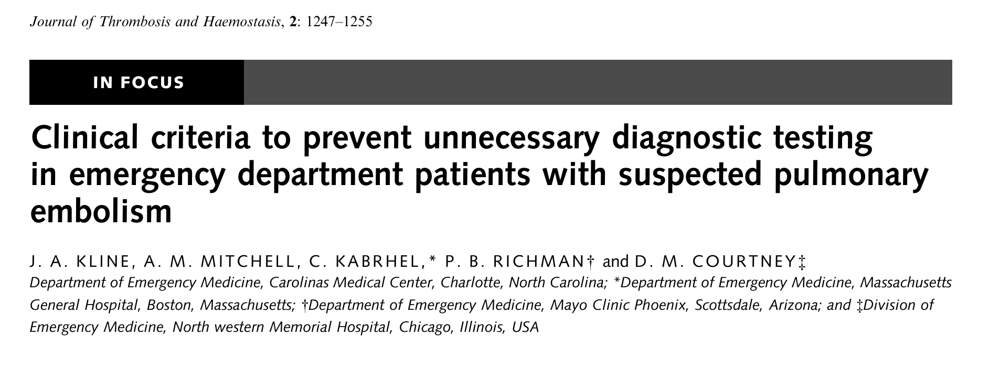 Journal of Thrombosis and Haemostasis, 2: 1247–1255
IN FOCUS
Clinical criteria to prevent unnecessary diagnostic testing
in emergency department patients with suspected pulmonary
embolism
J. A. KLINE, A. M. MITCHELL, C. KABRHEL,* P. B. RICHMAN† and D. M. COURTNEY‡
Department of Emergency Medicine, Carolinas Medical Center, Charlotte, North Carolina; *Department of Emergency Medicine, Massachusetts
General Hospital, Boston, Massachusetts; †Department of Emergency Medicine, Mayo Clinic Phoenix, Scottsdale, Arizona; and ‡Division of
Emergency Medicine, North western Memorial Hospital, Chicago, Illinois, USA